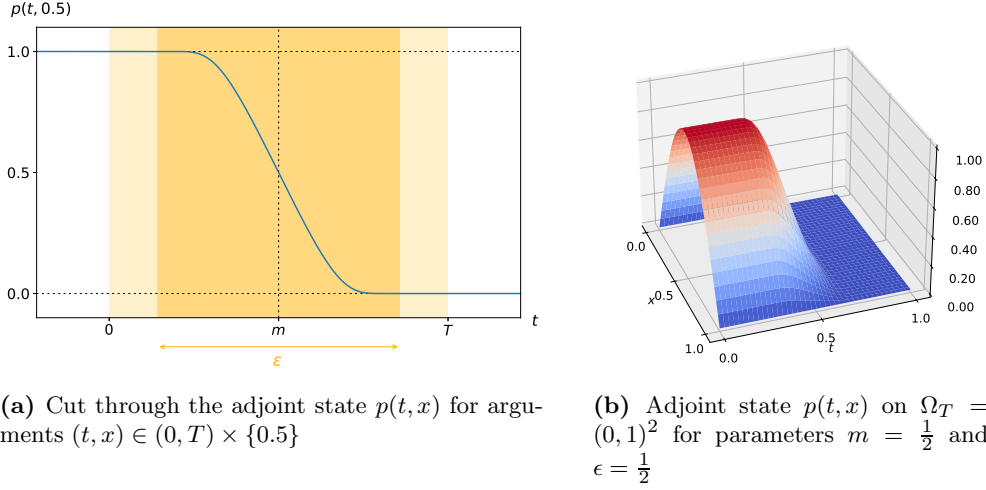 p(t, 0.5)
1.0
0.5
0.0
0
m
T
t
ε
1.00
0.80
0.60
0.40
0.20
0.00
0.0
x
0.5
1.0
0.0
0.5
t
1.0
(a) Cut through the adjoint state p(t, x) for argu-
ments (t, x) ∈ (0, T) × {0.5}
(b) Adjoint state p(t, x) on Ω_T =
(0, 1)² for parameters m = 1/2 and
ϵ = 1/2